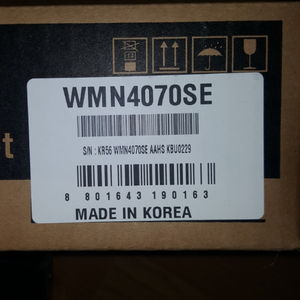 WMN4070SE
t
S/N : KR56 WMN4070SE AAHS KBU0229
8 801643 190163
MADE IN KOREA